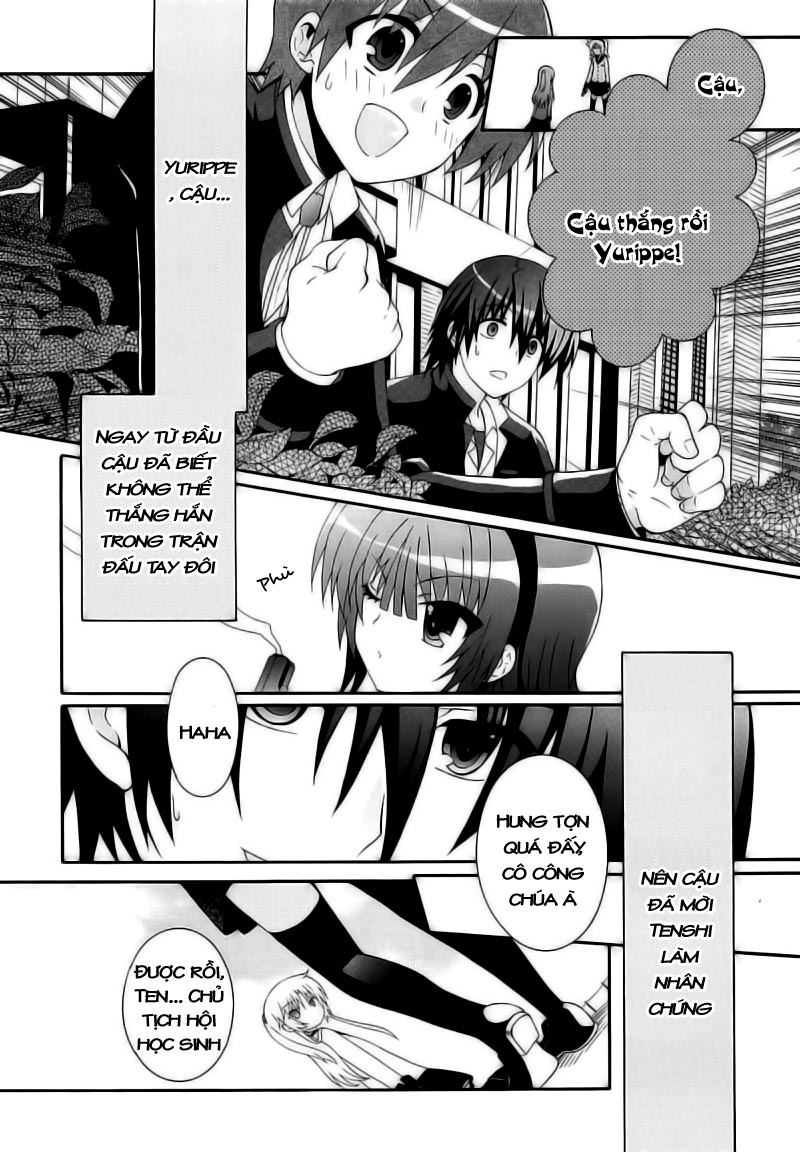 Cậu,
Cậu thắng rồi
Yurippe!
YURIPPE
, CẬU...
NGAY TỪ ĐẦU
CẬU ĐÃ BIẾT
KHÔNG THỂ
THẮNG HẮN
TRONG TRẬN
ĐẤU TAY ĐÔI
Phù
HAHA
HUNG TỢN
QUÁ ĐẤY,
CÔ CÔNG
CHÚA À
NÊN CẬU
ĐÃ MỜI
TENSHI
LÀM
NHÂN
CHỨNG
ĐƯỢC RỒI,
TEN... CHỦ
TỊCH HỘI
HỌC SINH